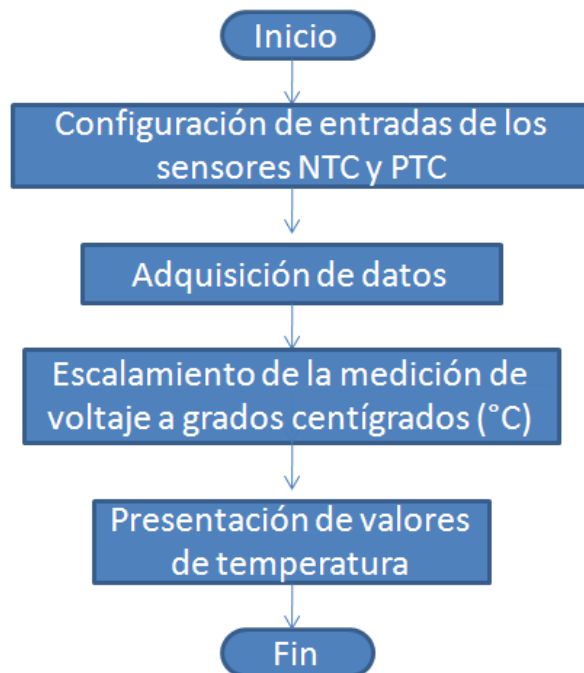 Inicio
Configuración de entradas de los
sensores NTC y PTC
Adquisición de datos
Escalamiento de la medición de
voltaje a grados centígrados (°C)
Presentación de valores
de temperatura
Fin